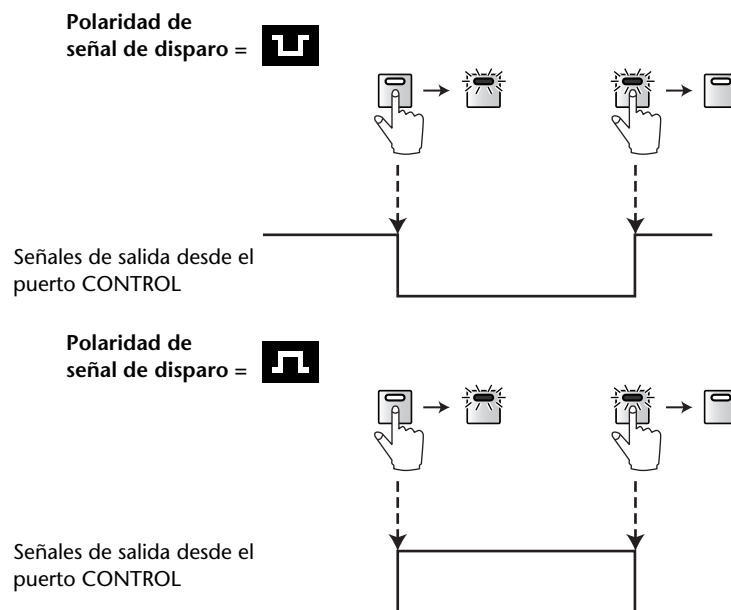 Polaridad de
señal de disparo =
Señales de salida desde el
puerto CONTROL
Polaridad de
señal de disparo =
Señales de salida desde el
puerto CONTROL